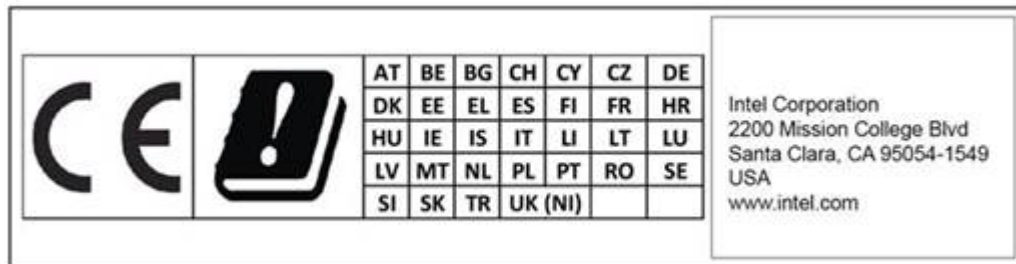 CE
AT BE BG CH CY CZ DE
DK EE EL ES FI FR HR
HU IE IS IT LI LT LU
LV MT NL PL PT RO SE
SI SK TR UK (NI)
Intel Corporation
2200 Mission College Blvd
Santa Clara, CA 95054-1549
USA
www.intel.com